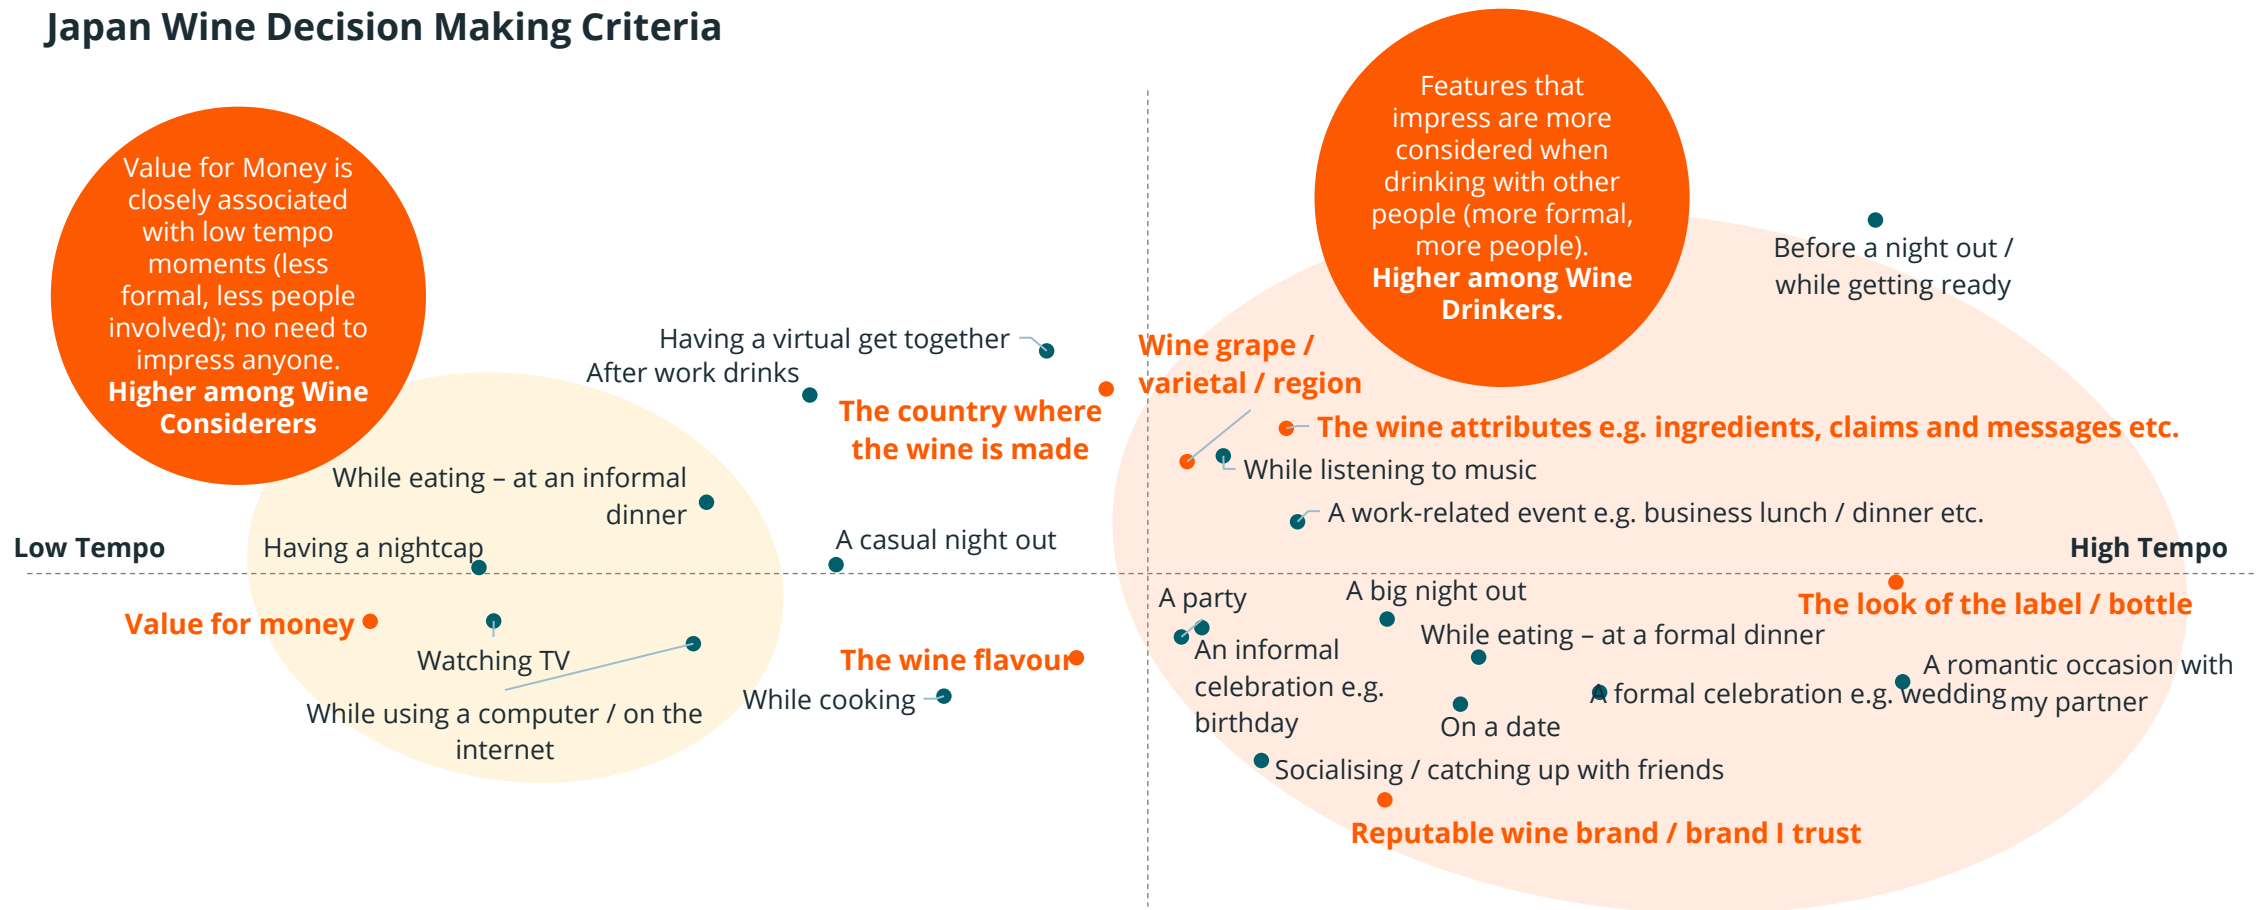 Japan Wine Decision Making Criteria
Value for Money is
closely associated
with low tempo
moments (less
formal, less people
involved); no need to
impress anyone.
Higher among Wine
Considerers
Features that
impress are more
considered when
drinking with other
people (more formal,
more people).
Higher among Wine
Drinkers.
Before a night out /
while getting ready
Having a virtual get together
After work drinks
The country where
the wine is made
Wine grape /
varietal / region
The wine attributes e.g. ingredients, claims and messages etc.
While listening to music
While eating – at an informal
dinner
A work-related event e.g. business lunch / dinner etc.
Low Tempo
Having a nightcap
A casual night out
High Tempo
Value for money
Watching TV
While using a computer / on the
internet
The wine flavour
While cooking
A party
An informal
celebration e.g.
birthday
A big night out
While eating – at a formal dinner
The look of the label / bottle
A romantic occasion with
my partner
A formal celebration e.g. wedding
On a date
Socialising / catching up with friends
Reputable wine brand / brand I trust